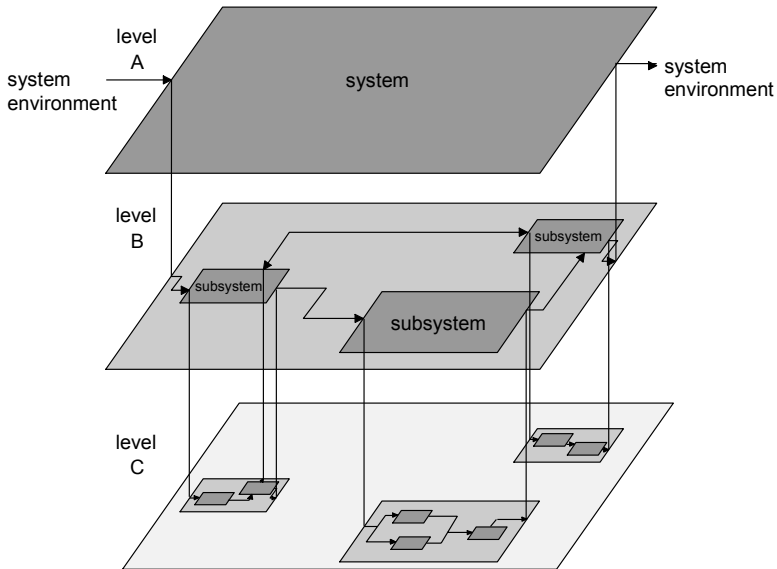 level
A
system
environment
system
system
environment
level
B
subsystem
subsystem
subsystem
level
C